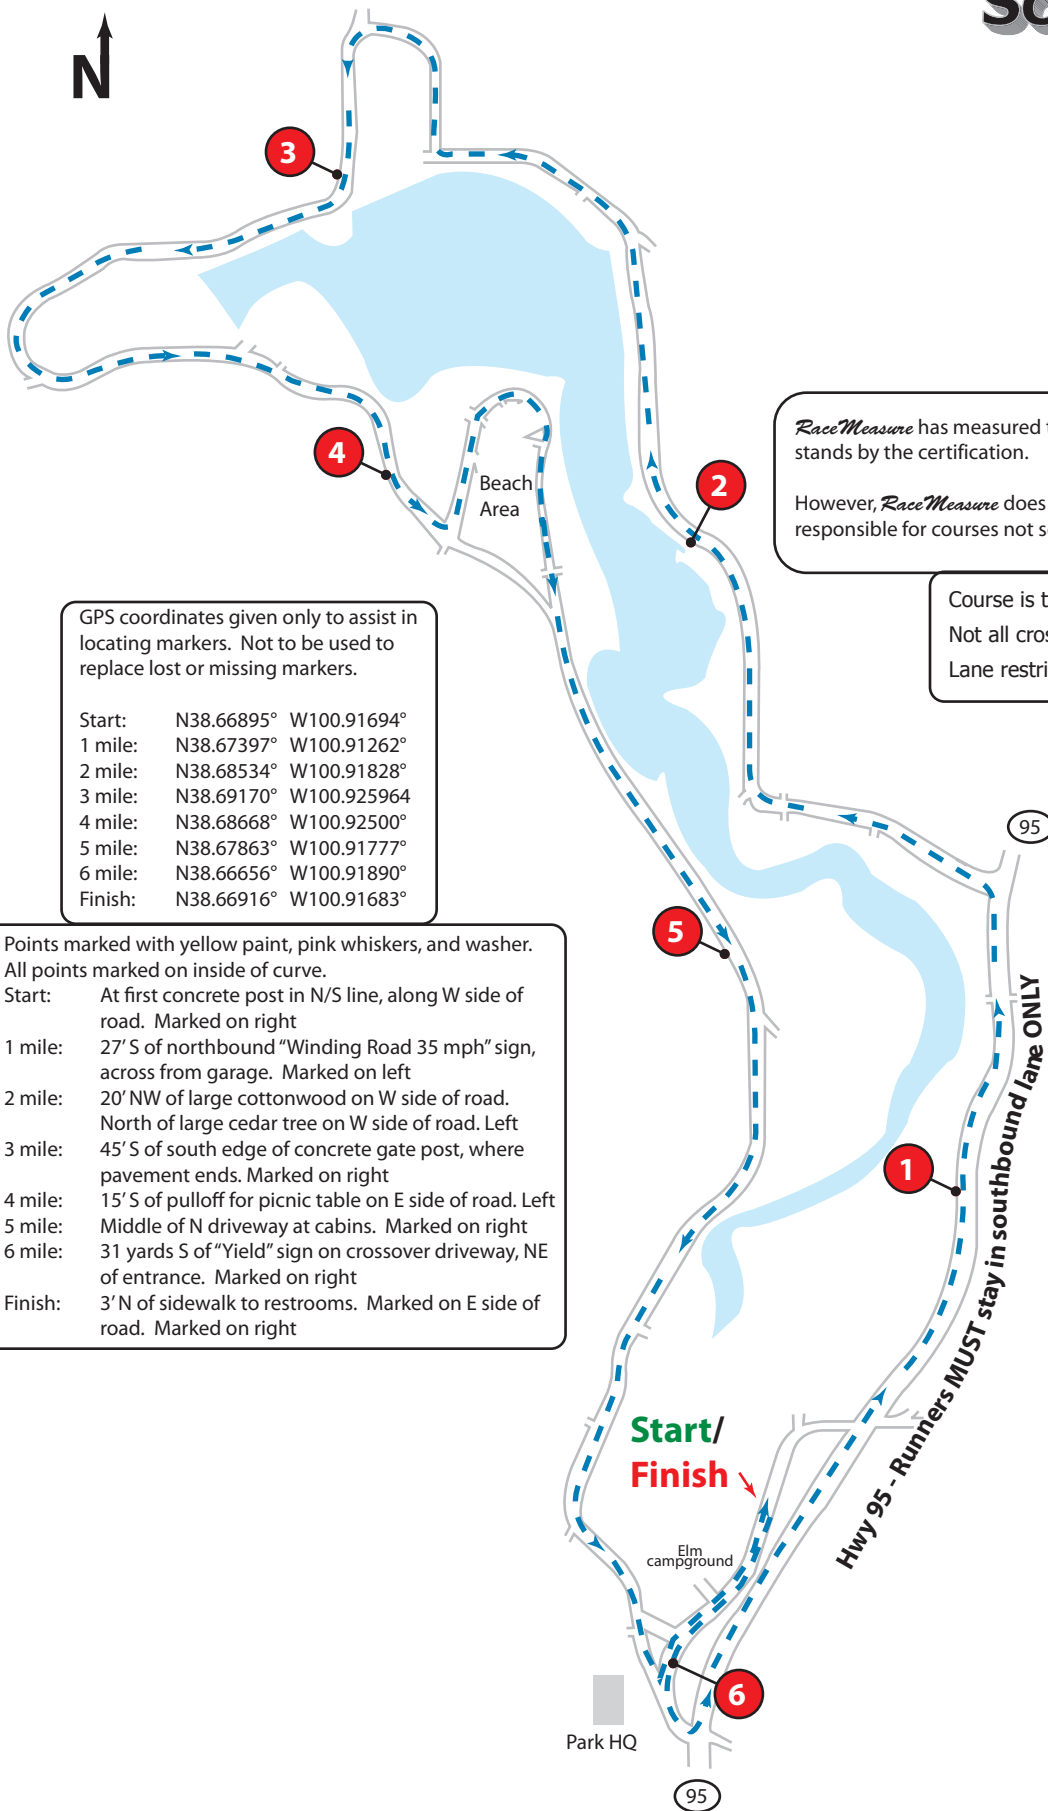 N
3
4
Beach
Area
2
RaceMeasure has measured
stands by the certification.
However, RaceMeasure does
responsible for courses not
Course is
Not all
Lane
GPS coordinates given only to assist in
locating markers. Not to be used to
replace lost or missing markers.
Start: N38.66895° W100.91694°
1 mile: N38.67397° W100.91262°
2 mile: N38.68534° W100.91828°
3 mile: N38.69170° W100.925964
4 mile: N38.68668° W100.92500°
5 mile: N38.67863° W100.91777°
6 mile: N38.66656° W100.91890°
Finish: N38.66916° W100.91683°
95
5
Points marked with yellow paint, pink whiskers, and washer.
All points marked on inside of curve.
Start: At first concrete post in N/S line, along W side of
road. Marked on right
1 mile: 27' S of northbound "Winding Road 35 mph" sign,
across from garage. Marked on left
2 mile: 20' NW of large cottonwood on W side of road.
North of large cedar tree on W side of road. Left
3 mile: 45' S of south edge of concrete gate post, where
pavement ends. Marked on right
4 mile: 15' S of pulloff for picnic table on E side of road. Left
5 mile: Middle of N driveway at cabins. Marked on right
6 mile: 31 yards S of "Yield" sign on crossover driveway, NE
of entrance. Marked on right
Finish: 3' N of sidewalk to restrooms. Marked on E side of
road. Marked on right
1
Hwy 95 - Runners MUST stay in southbound lane ONLY
Start/
Finish
Elm
campground
6
Park HQ
95